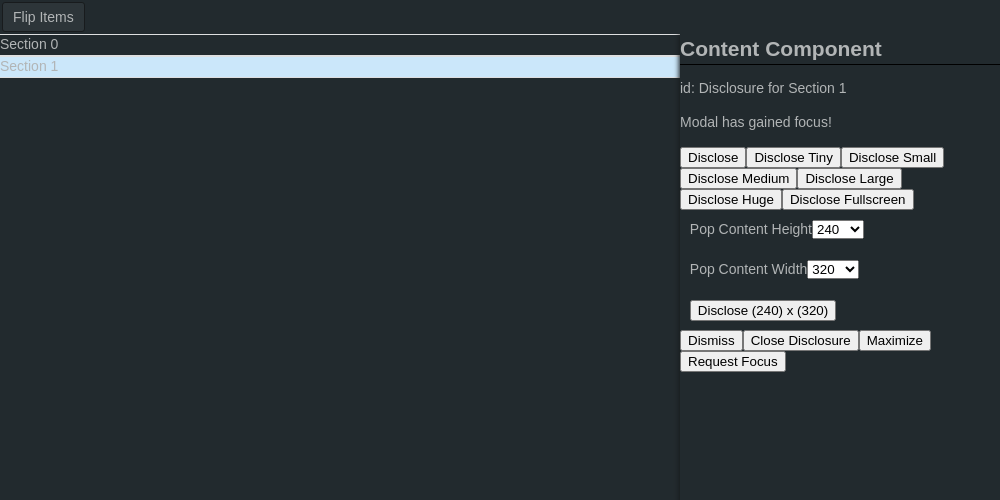 Flip Items
Section 0
Section 1
Content Component
id: Disclosure for Section 1
Modal has gained focus!
Disclose Disclose Tiny Disclose Small
Disclose Medium Disclose Large
Disclose Huge Disclose Fullscreen
Pop Content Height 240
Pop Content Width 320
Disclose (240) x (320)
Dismiss Close Disclosure Maximize
Request Focus